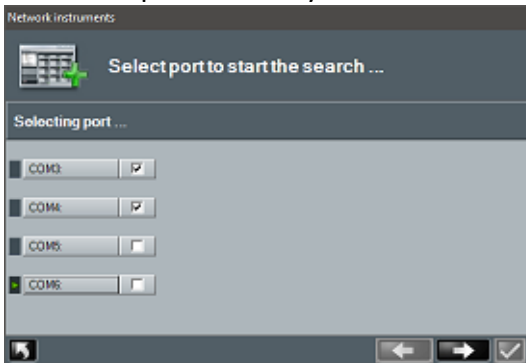 Network instruments
Select port to start the search ...
Selecting port ...
COM3:
COM4:
COM5:
COM6: